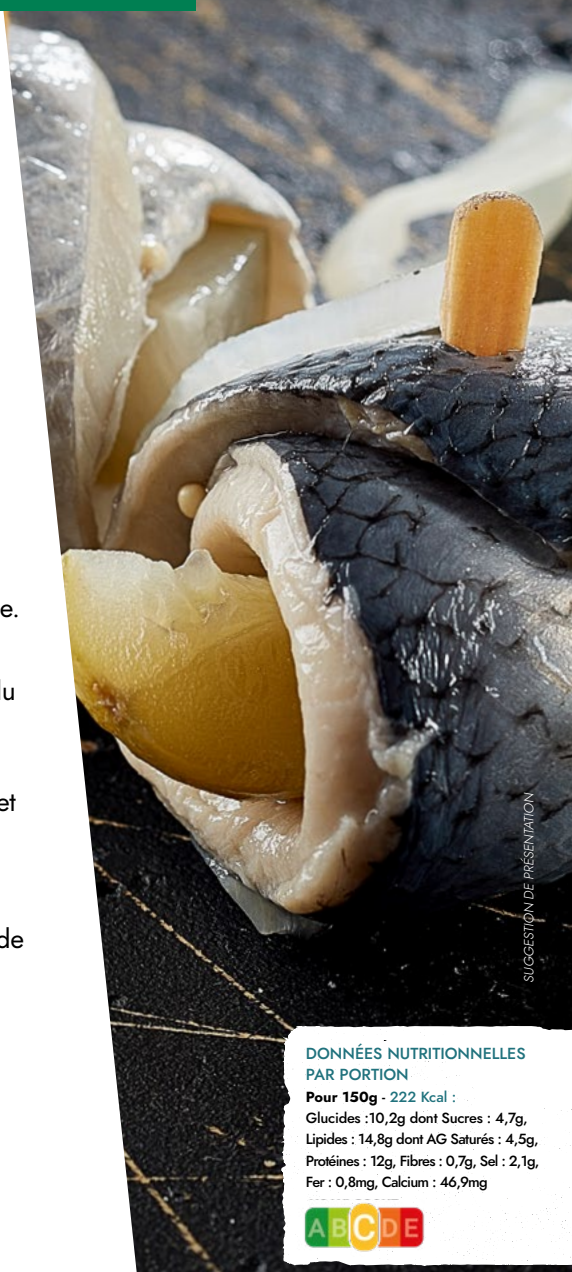 e.
lu
et
de
SUGGESTION DE PRÉSENTATION
DONNÉES NUTRITIONNELLES
PAR PORTION
Pour 150g - 222 Kcal :
Glucides :10,2g dont Sucres : 4,7g,
Lipides : 14,8g dont AG Saturés : 4,5g,
Protéines : 12g, Fibres : 0,7g, Sel : 2,1g,
Fer : 0,8mg, Calcium : 46,9mg
A B C D E